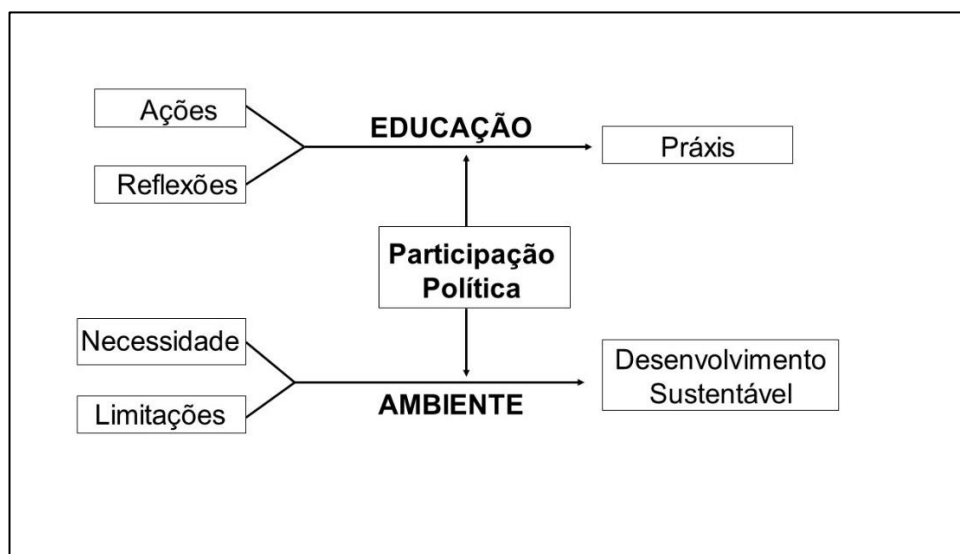 Ações
EDUCAÇÃO
Práxis
Reflexões
Participação
Política
Necessidade
Desenvolvimento
Sustentável
Limitações
AMBIENTE